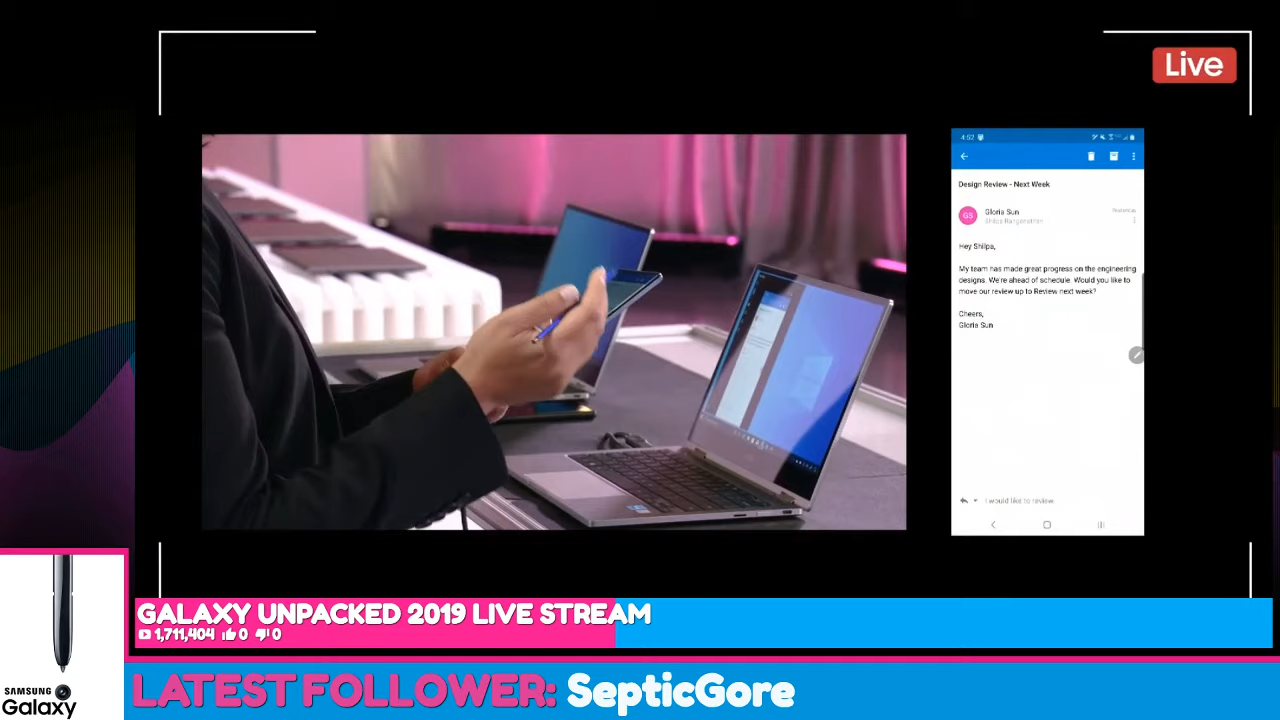 Live
4:52
Design Review - Next Week
GS
Gloria Sun
Shilpa Ranganathan
Yesterday
Hey Shilpa,
My team has made great progress on the engineering
designs. We're ahead of schedule. Would you like to
move our review up to Review next week?
Cheers,
Gloria Sun
I would like to review
GALAXY UNPACKED 2019 LIVE STREAM
1,711,404 0 0
LATEST FOLLOWER: SepticGore
SAMSUNG
Galaxy